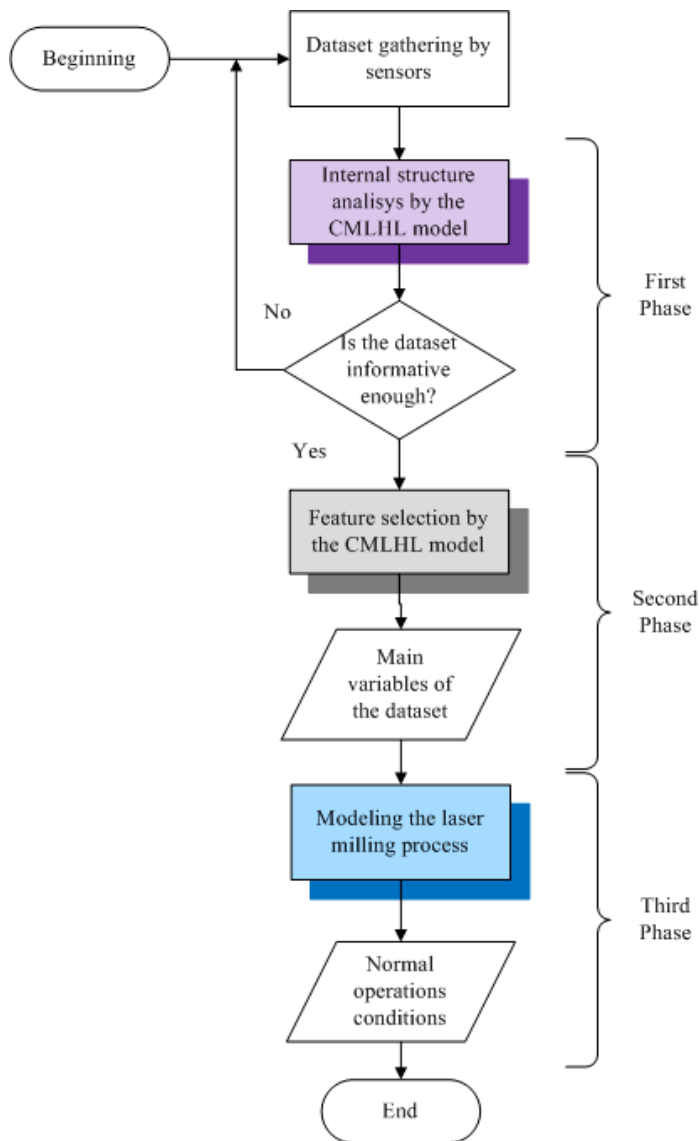 Beginning
Dataset gathering by
sensors
Internal structure
analisys by the
CMLHL model
First
Phase
No
Is the dataset
informative
enough?
Yes
Feature selection by
the CMLHL model
Second
Phase
Main
variables of
the dataset
Modeling the laser
milling process
Third
Phase
Normal
operations
conditions
End